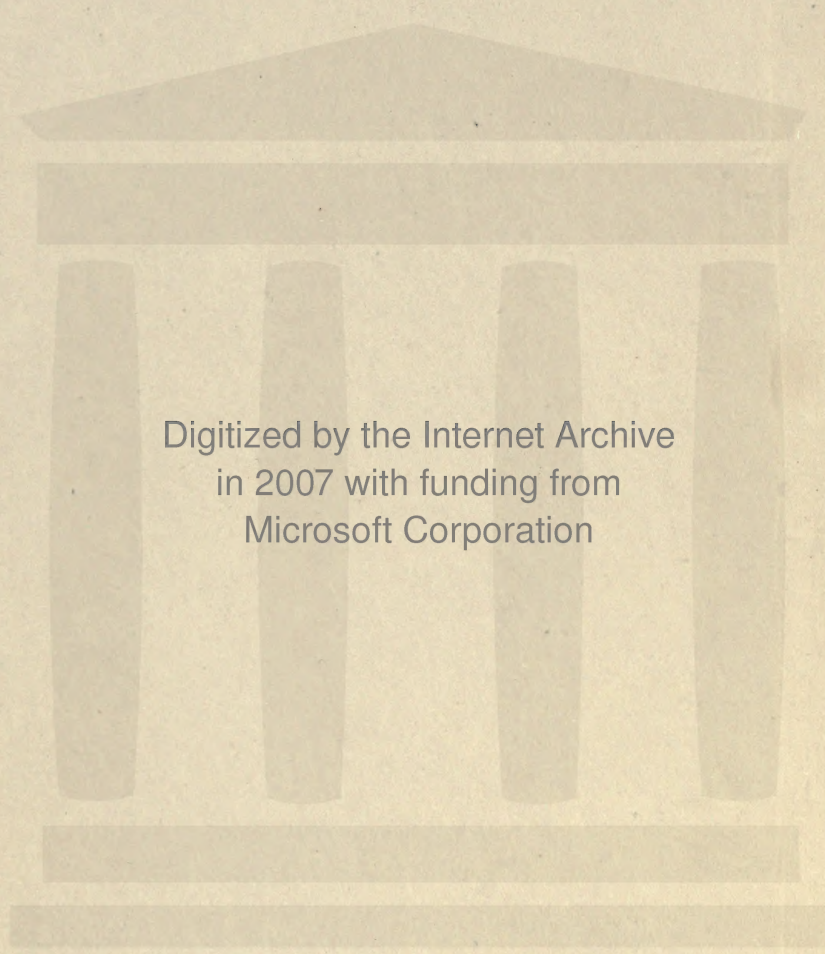 Digitized by the Internet Archive
in 2007 with funding from
Microsoft Corporation